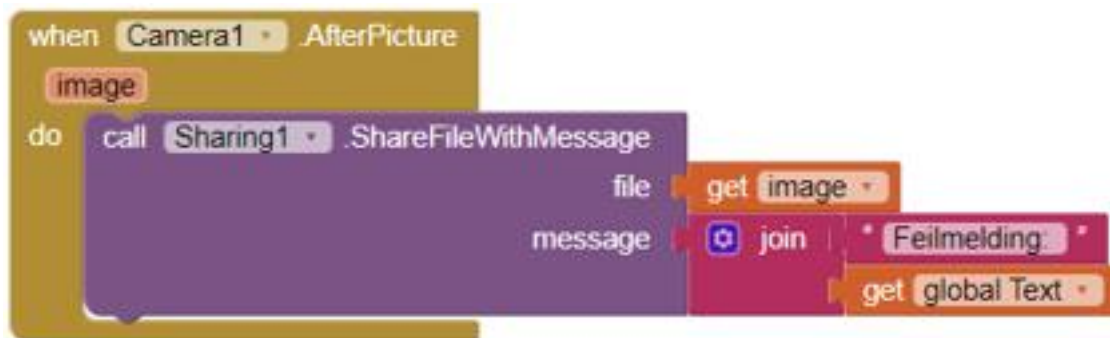 when Camera1 .AfterPicture
image
do call Sharing1 .ShareFileWithMessage
file get image
message join " Feilmelding: "
get global Text